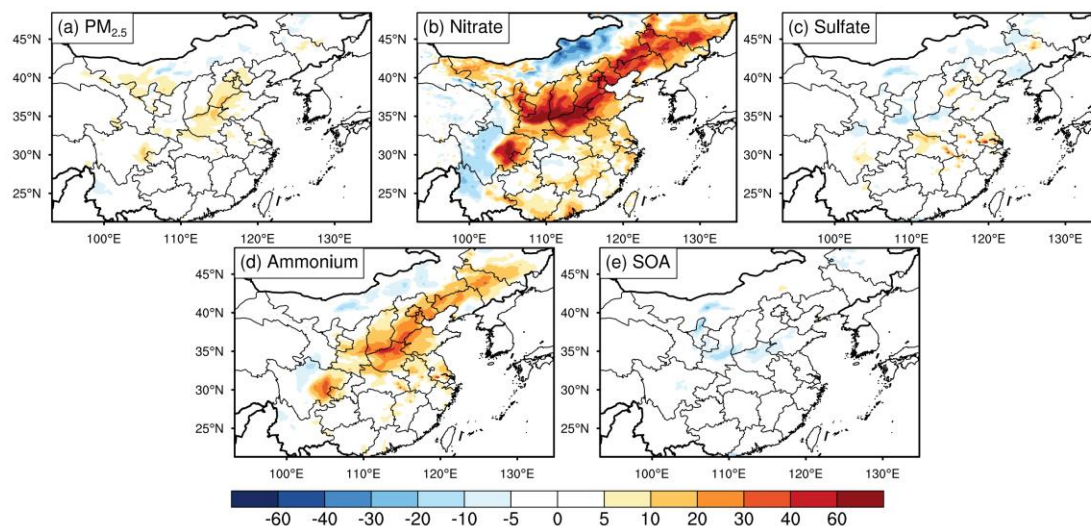 (a) PM2.5
(b) Nitrate
(c) Sulfate
45°N
40°N
35°N
30°N
25°N
45°N
40°N
35°N
30°N
25°N
45°N
40°N
35°N
30°N
25°N
100°E 110°E 120°E 130°E
100°E 110°E 120°E 130°E
100°E 110°E 120°E 130°E
(d) Ammonium
(e) SOA
45°N
40°N
35°N
30°N
25°N
45°N
40°N
35°N
30°N
25°N
100°E 110°E 120°E 130°E
100°E 110°E 120°E 130°E
-60 -40 -30 -20 -10 -5 0 5 10 20 30 40 60